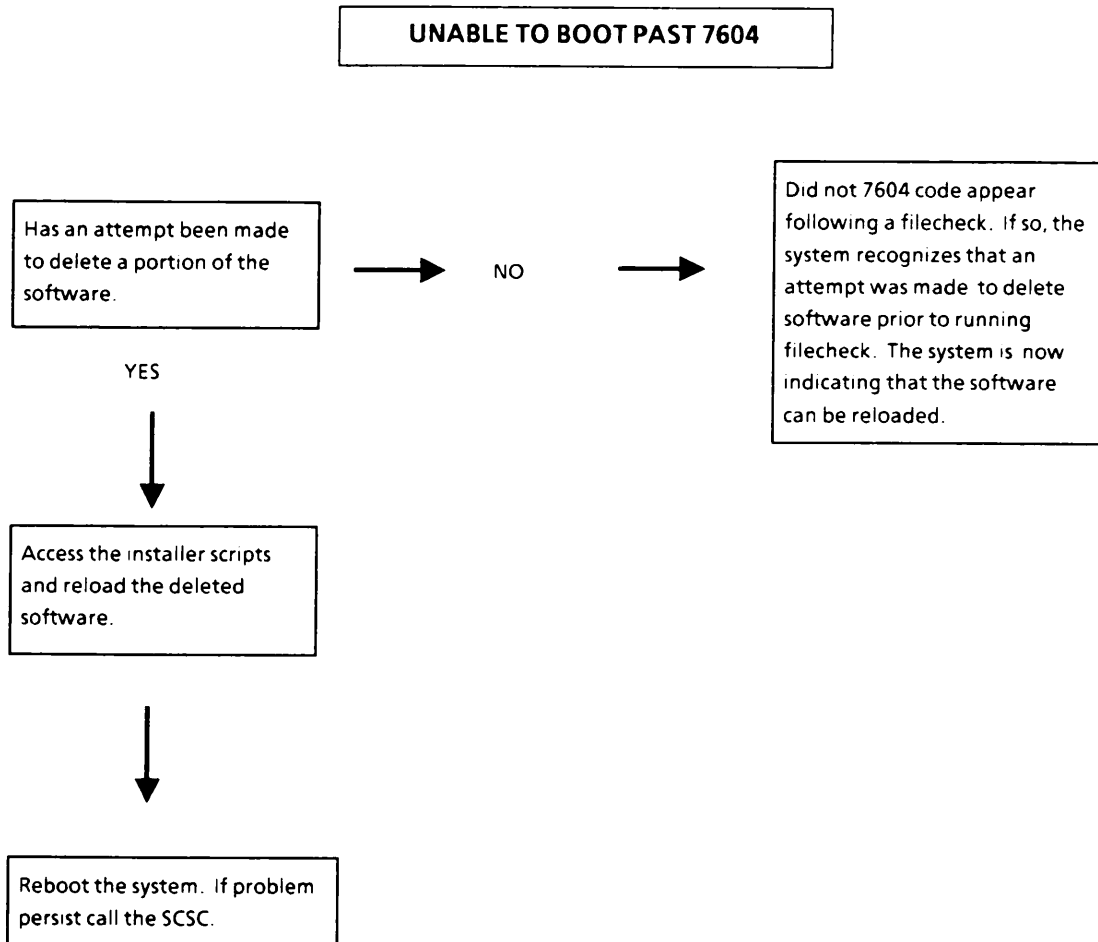 UNABLE TO BOOT PAST 7604
Has an attempt been made
to delete a portion of the
software.
NO
Did not 7604 code appear
following a filecheck. If so, the
system recognizes that an
attempt was made to delete
software prior to running
filecheck. The system is now
indicating that the software
can be reloaded.
YES
Access the installer scripts
and reload the deleted
software.
Reboot the system. If problem
persist call the SCSC.